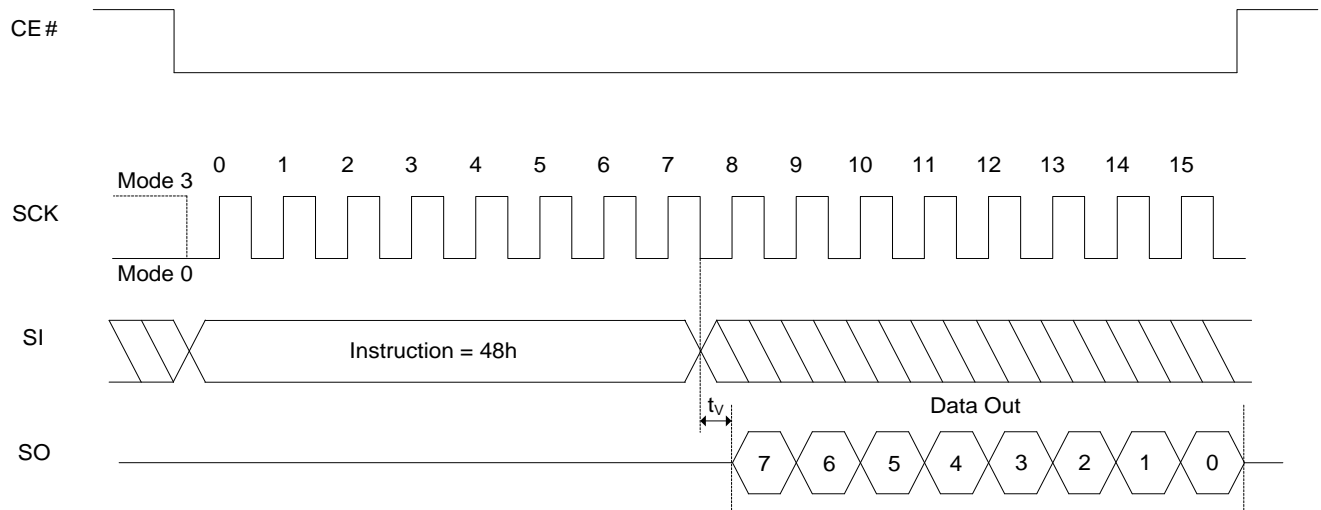 CE#
0 1 2 3 4 5 6 7 8 9 10 11 12 13 14 15
Mode 3
SCK
Mode 0
SI
Instruction = 48h
tV
Data Out
SO
7 6 5 4 3 2 1 0